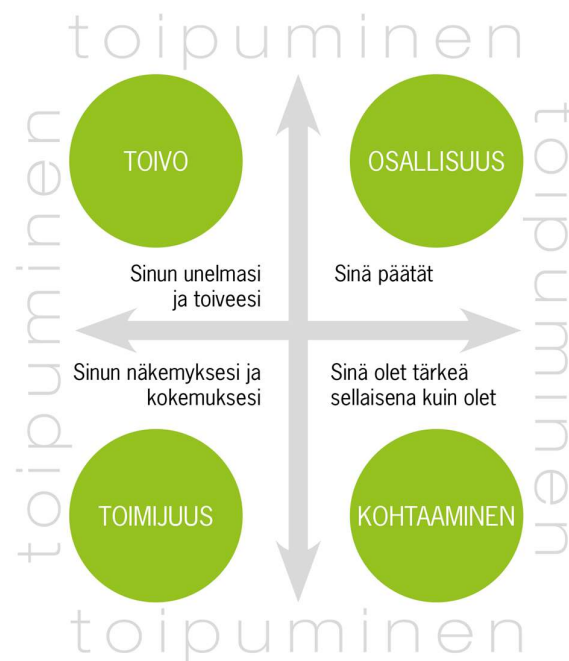 toipuminen
TOIVO
OSALLISUUS
Sinun unelmasi
ja toiveesi
Sinä päätät
toipuminen
toipuminen
Sinun näkemyksesi ja
kokemuksesi
Sinä olet tärkeä
sellaisena kuin olet
TOIMIJUUS
KOHTAAMINEN
toipuminen